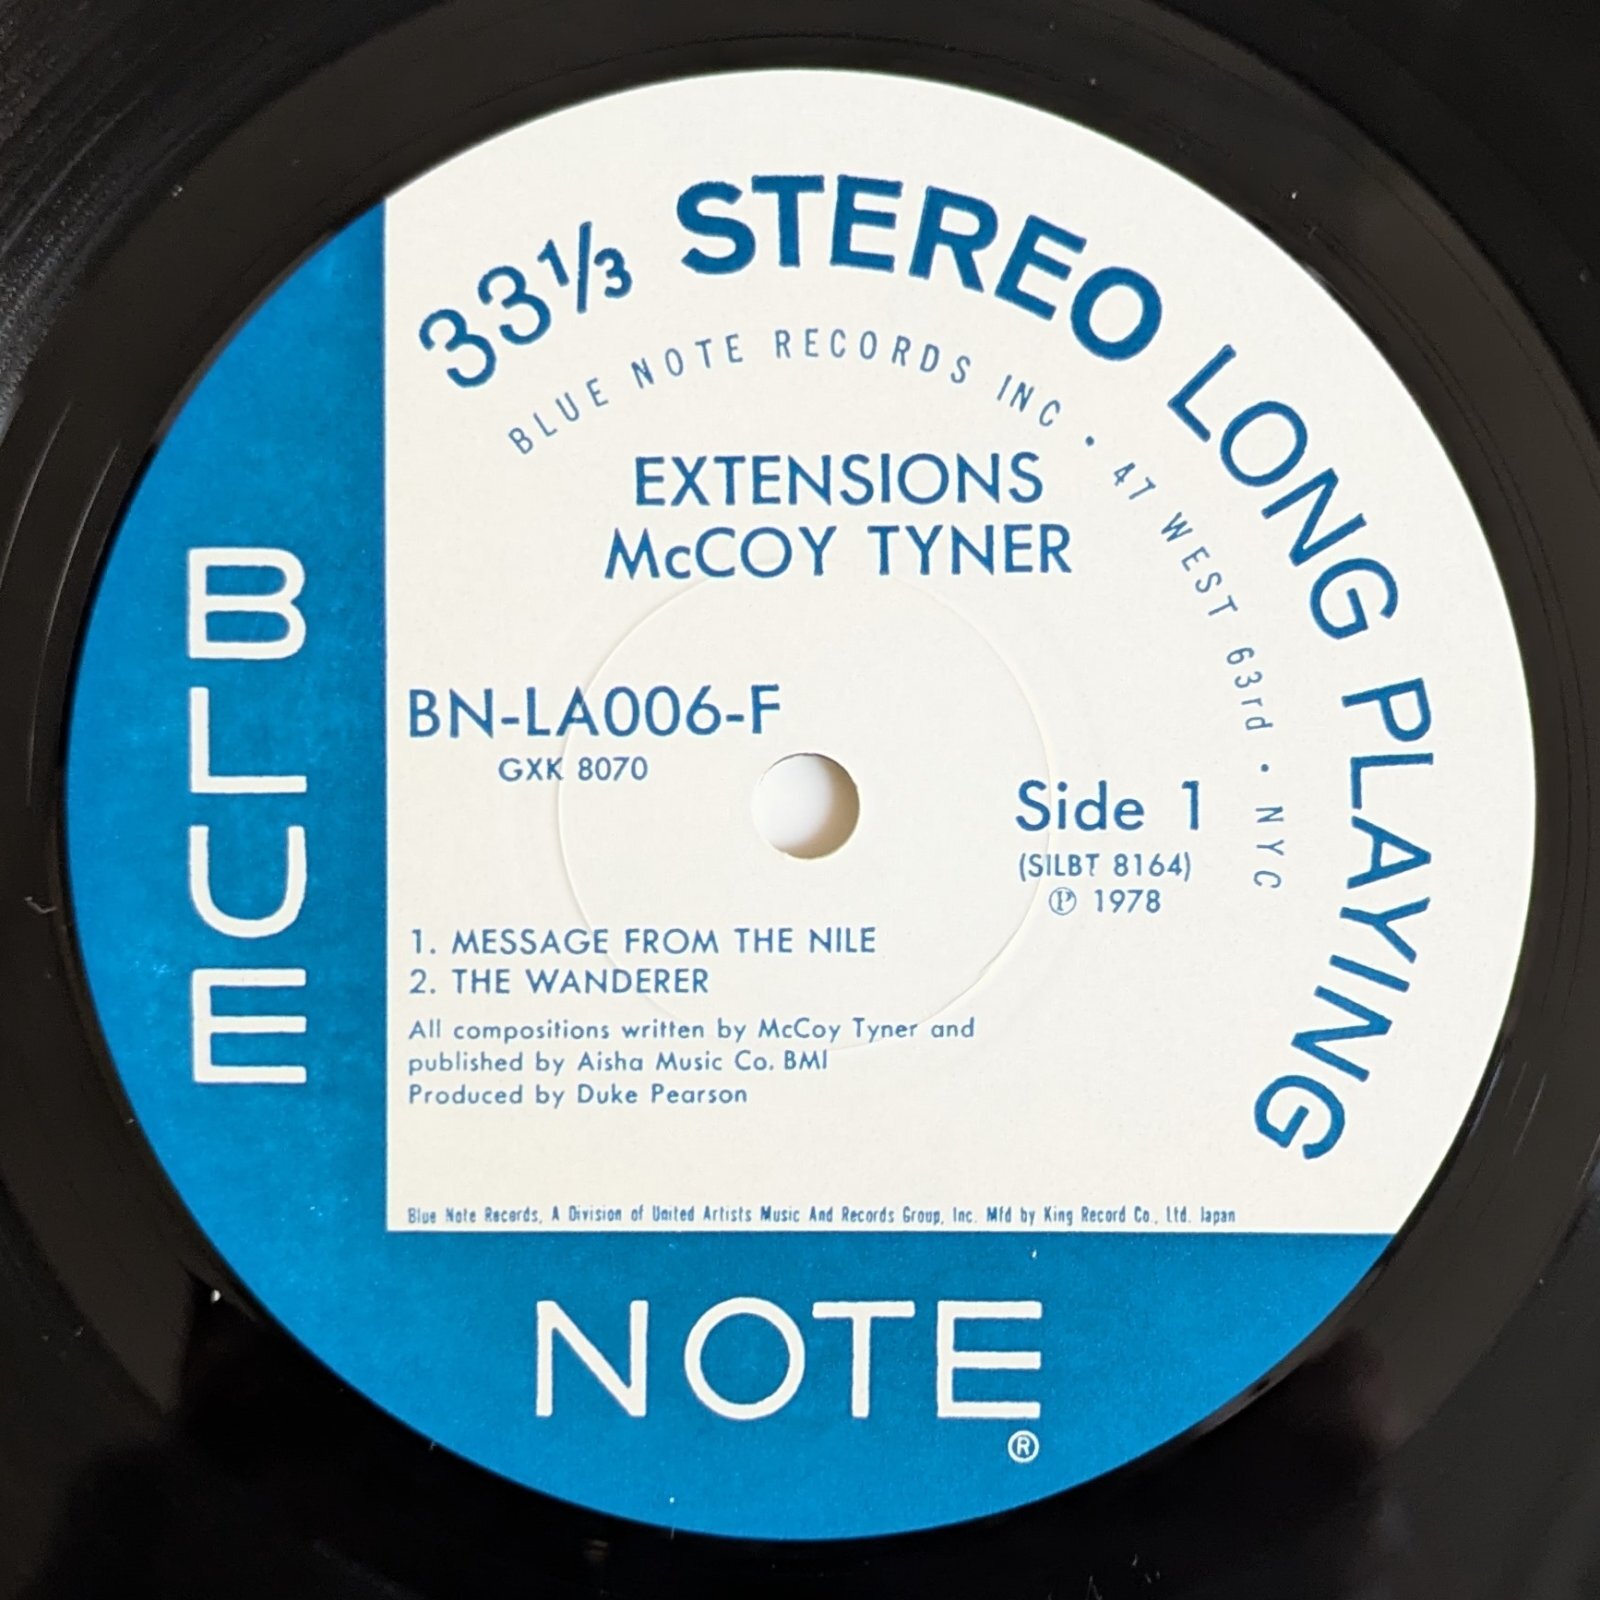 33⅓ STEREO LONG PLAYING
BLUE NOTE RECORDS INC • 47 WEST 63rd • NYC
EXTENSIONS
McCOY TYNER
BN-LA006-F
GXK 8070
Side 1
(SILBT 8164)
Ⓟ 1978
1. MESSAGE FROM THE NILE
2. THE WANDERER
All compositions written by McCoy Tyner and
published by Aisha Music Co. BMI
Produced by Duke Pearson
Blue Note Records, A Division of United Artists Music And Records Group, Inc. Mfd by King Record Co., Ltd. Japan
BLUE
NOTE®